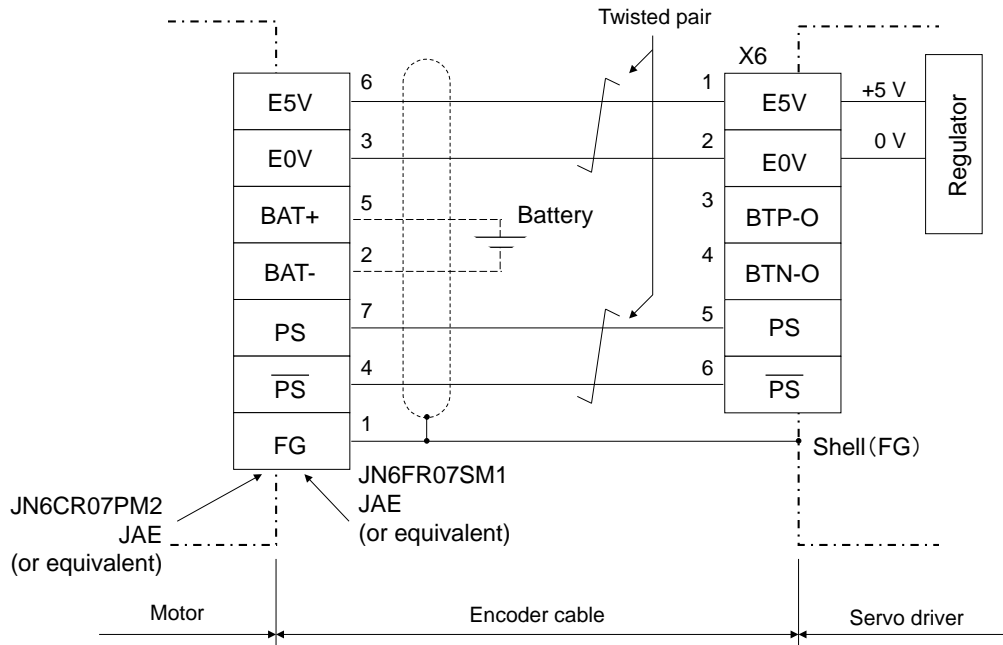 Twisted pair
X6
6
1
E5V
E5V
+5 V
3
2
E0V
E0V
0 V
Regulator
5
3
BAT+
Battery
BTP-O
2
4
BAT-
BTN-O
7
5
PS
PS
4
6
P̅S̅
P̅S̅
1
FG
Shell（FG）
JN6CR07PM2
JAE
(or equivalent)
JN6FR07SM1
JAE
(or equivalent)
Motor
Encoder cable
Servo driver